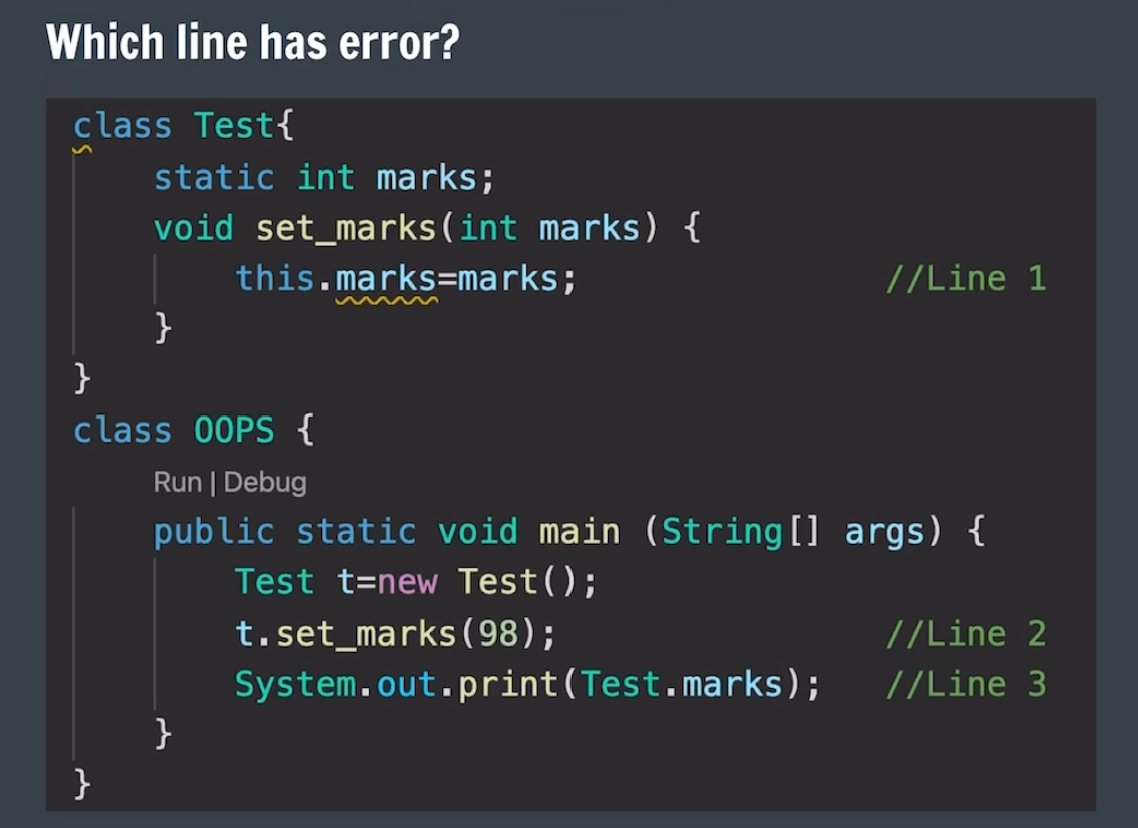 Which line has error?
class Test{
static int marks;
void set_marks(int marks) {
this.marks=marks; //Line 1
}
}
class OOPS {
Run | Debug
public static void main (String[] args) {
Test t=new Test();
t.set_marks(98); //Line 2
System.out.print(Test.marks); //Line 3
}
}